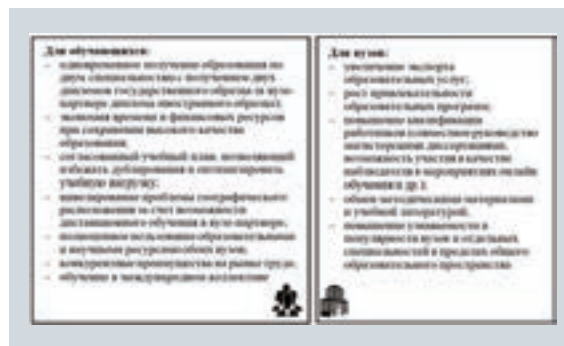 Для обучающихся:
– одновременное получение образования по
двум специальностям с получением двух
дипломов государственного образца (в вузе-
партнере диплома иностранного образца);
– экономия времени и финансовых ресурсов
при сохранении высокого качества
образования;
– согласованный учебный план, позволяющий
избежать дублирования и оптимизировать
учебную нагрузку;
– нивелирование проблемы географического
расположения за счет возможности
дистанционного обучения в вузе-партнере;
– полноценное пользование образовательными
и научными ресурсами обоих вузов;
– конкурентные преимущества на рынке труда;
– обучение в международном коллективе
Для вузов:
– увеличение экспорта
образовательных услуг;
– рост привлекательности
образовательных программ;
– повышение квалификации
работников (совместное руководство
магистерскими диссертациями,
возможность участия в качестве
наблюдателя в мероприятиях онлайн
обучения и др.);
– обмен методическими материалами
и учебной литературой;
– повышение узнаваемости и
популярности вузов и отдельных
специальностей в пределах общего
образовательного пространства